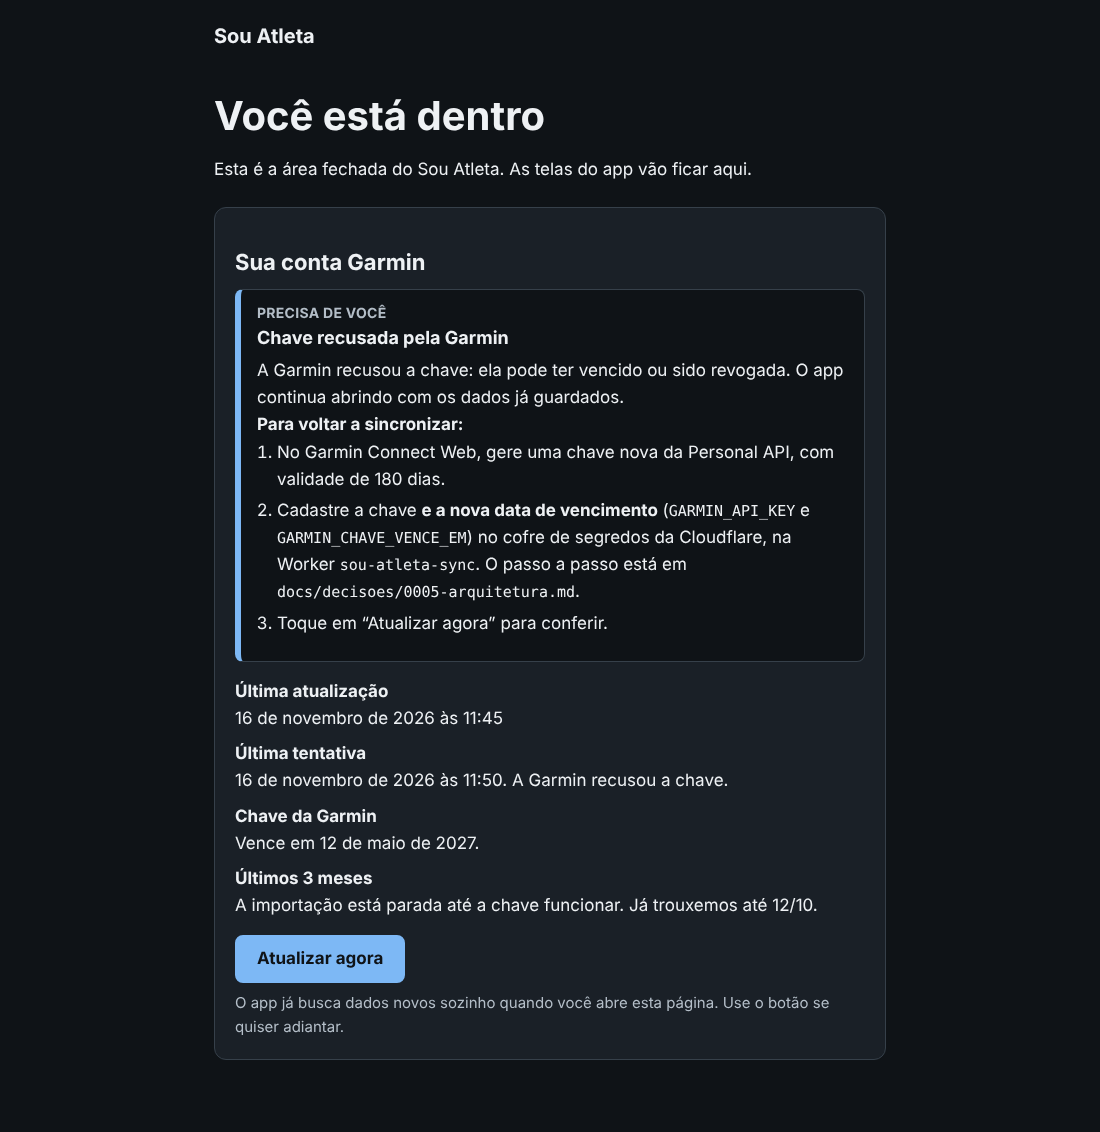 Sou Atleta
Você está dentro
Esta é a área fechada do Sou Atleta. As telas do app vão ficar aqui.
Sua conta Garmin
PRECISA DE VOCÊ
Chave recusada pela Garmin
A Garmin recusou a chave: ela pode ter vencido ou sido revogada. O app
continua abrindo com os dados já guardados.
Para voltar a sincronizar:
1. No Garmin Connect Web, gere uma chave nova da Personal API, com
validade de 180 dias.
2. Cadastre a chave e a nova data de vencimento (GARMIN_API_KEY e
GARMIN_CHAVE_VENCE_EM) no cofre de segredos da Cloudflare, na
Worker sou-atleta-sync. O passo a passo está em
docs/decisoes/0005-arquitetura.md.
3. Toque em “Atualizar agora” para conferir.
Última atualização
16 de novembro de 2026 às 11:45
Última tentativa
16 de novembro de 2026 às 11:50. A Garmin recusou a chave.
Chave da Garmin
Vence em 12 de maio de 2027.
Últimos 3 meses
A importação está parada até a chave funcionar. Já trouxemos até 12/10.
Atualizar agora
O app já busca dados novos sozinho quando você abre esta página. Use o botão se
quiser adiantar.